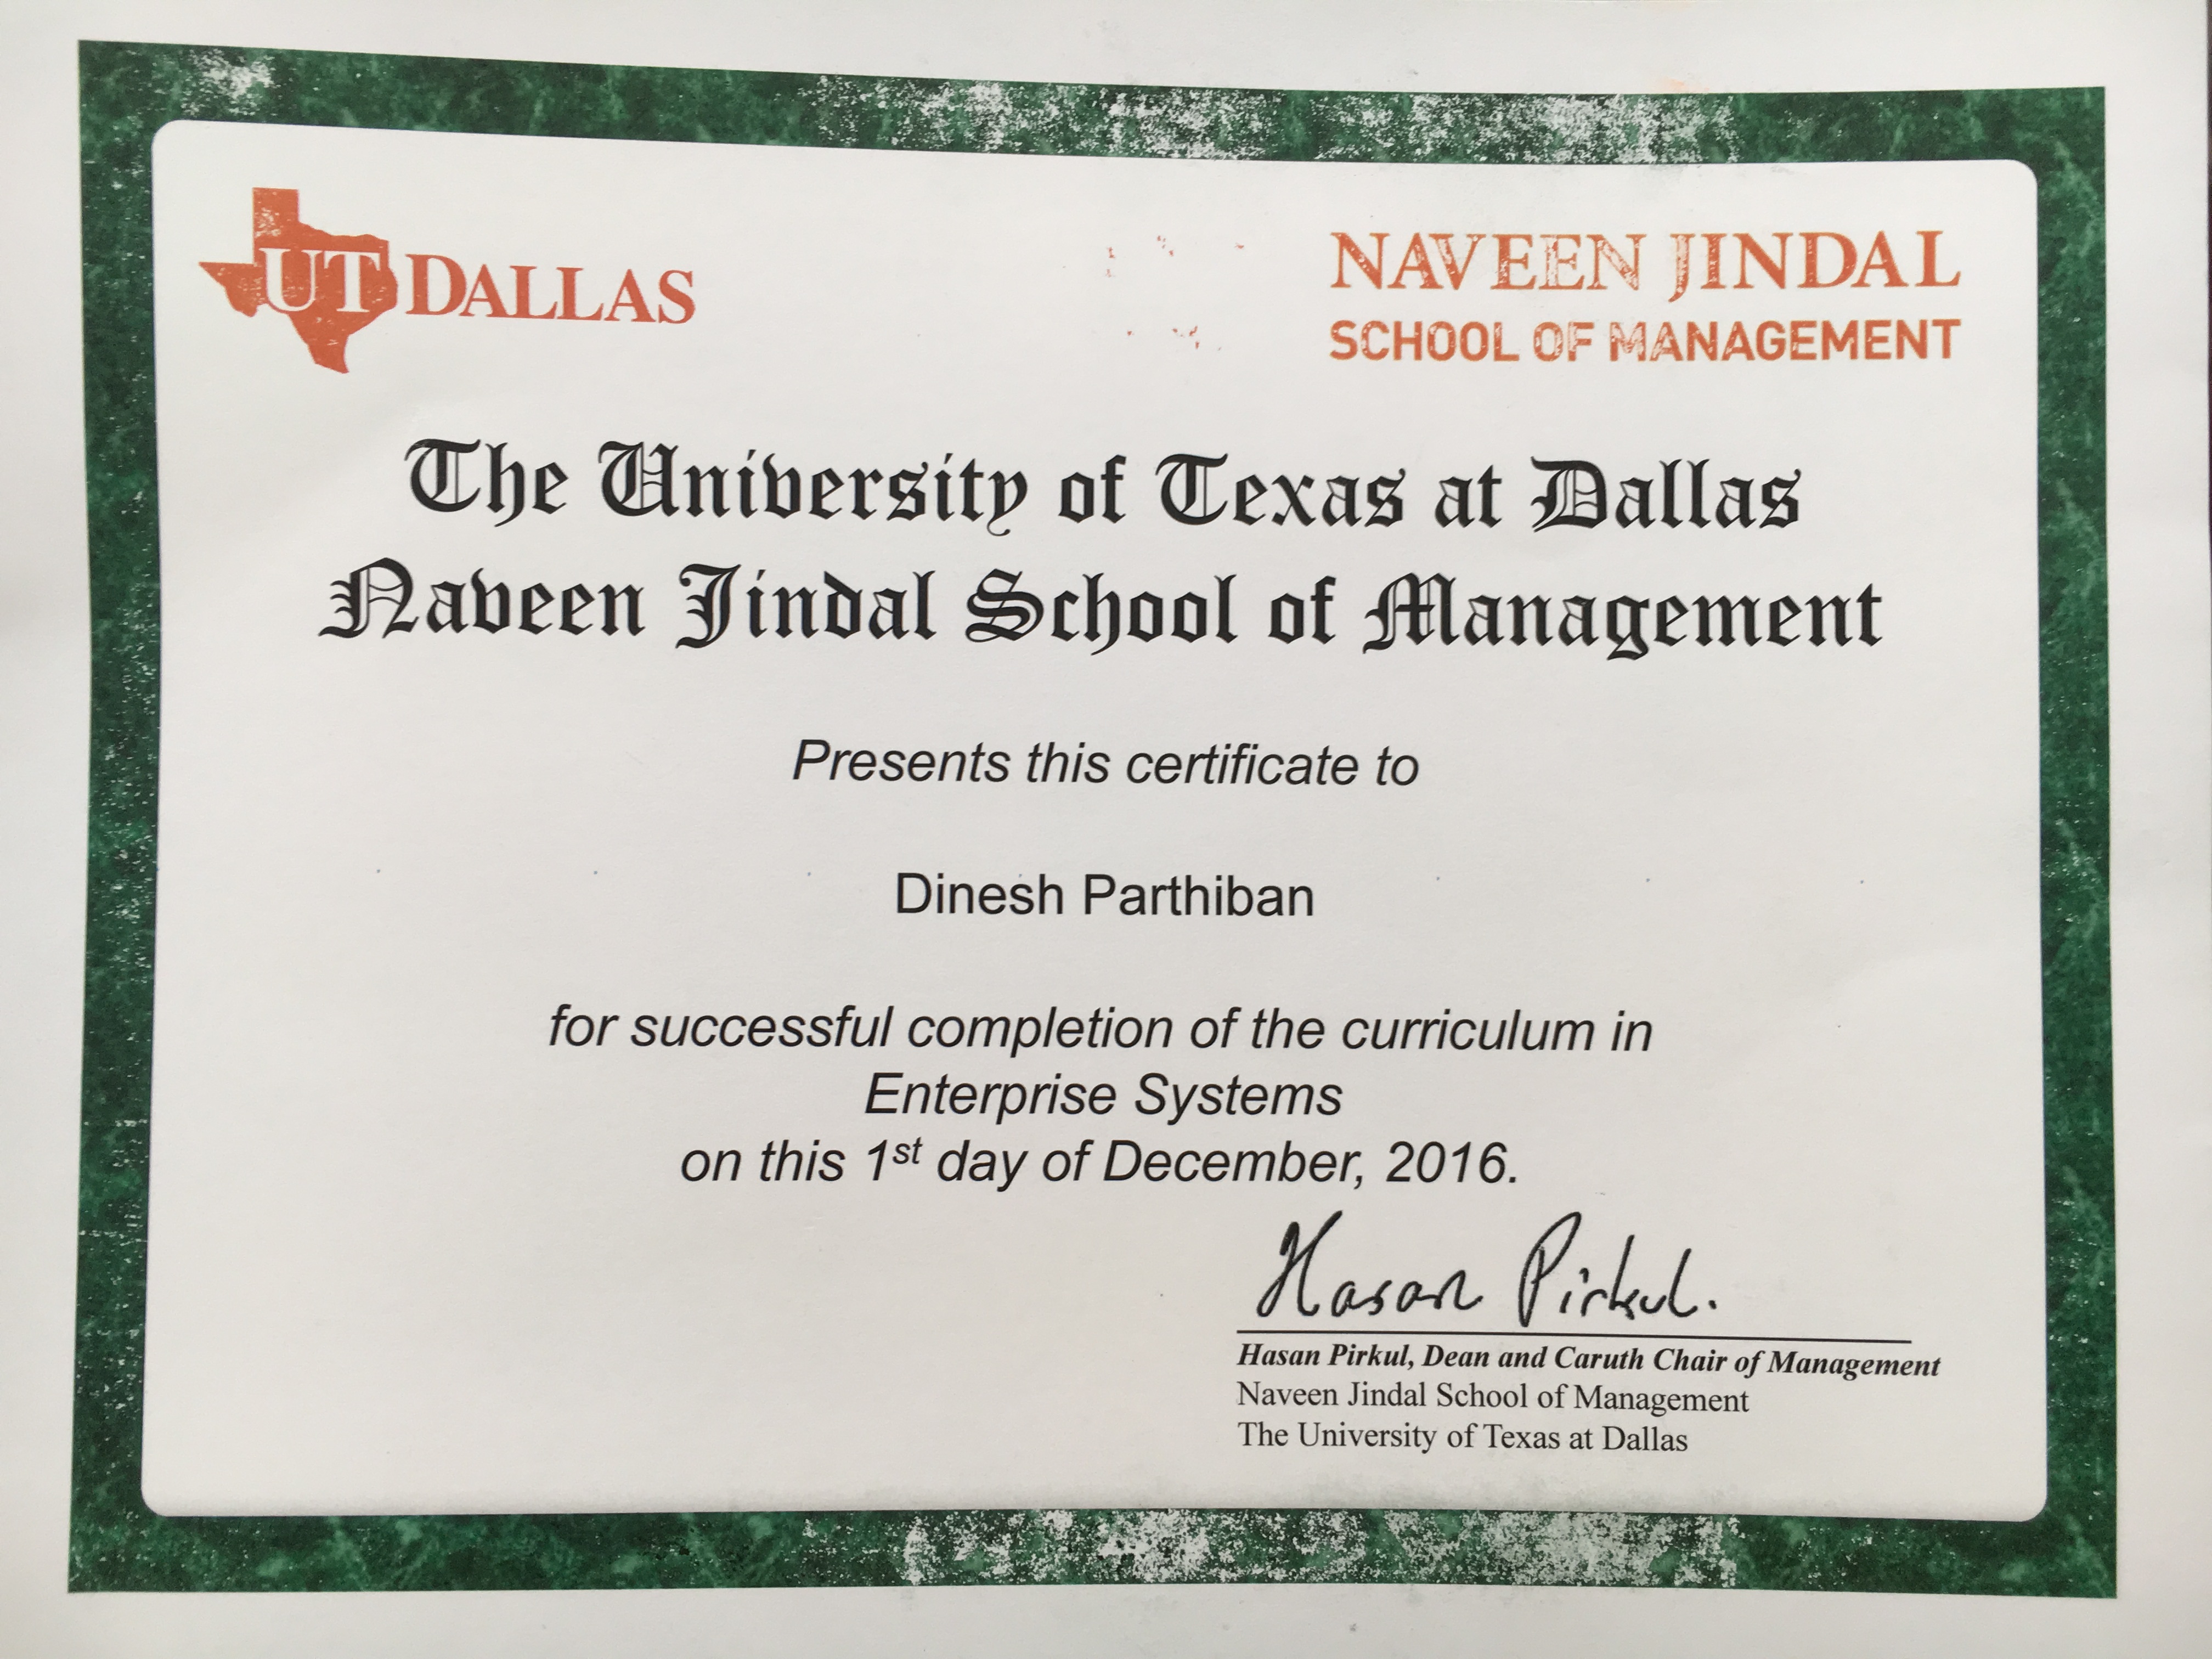 UT DALLAS
NAVEEN JINDAL
SCHOOL OF MANAGEMENT
The University of Texas at Dallas
Naveen Jindal School of Management
Presents this certificate to
Dinesh Parthiban
for successful completion of the curriculum in
Enterprise Systems
on this 1st day of December, 2016.
Hasan Pirkul.
Hasan Pirkul, Dean and Caruth Chair of Management
Naveen Jindal School of Management
The University of Texas at Dallas